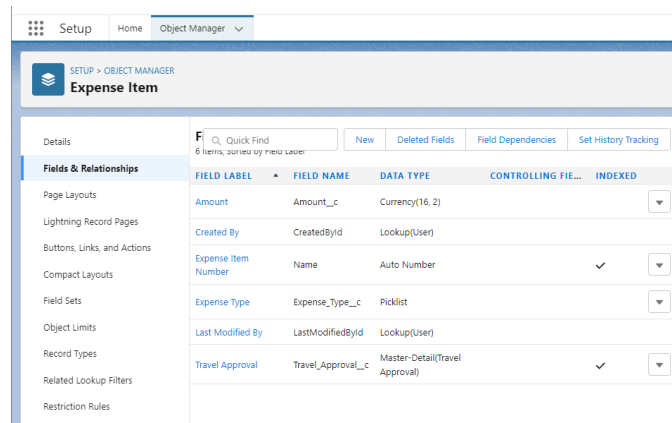 Setup Home Object Manager
SETUP > OBJECT MANAGER
Expense Item
Details
Fields & Relationships
Page Layouts
Lightning Record Pages
Buttons, Links, and Actions
Compact Layouts
Field Sets
Object Limits
Record Types
Related Lookup Filters
Restriction Rules
Quick Find New Deleted Fields Field Dependencies Set History Tracking
6 Items, Sorted by Field Label
FIELD LABEL FIELD NAME DATA TYPE CONTROLLING FIE... INDEXED
Amount Amount__c Currency(16, 2)
Created By CreatedById Lookup(User)
Expense Item
Number Name Auto Number
Expense Type Expense_Type__c Picklist
Last Modified By LastModifiedById Lookup(User)
Travel Approval Travel_Approval__c Master-Detail(Travel
Approval)